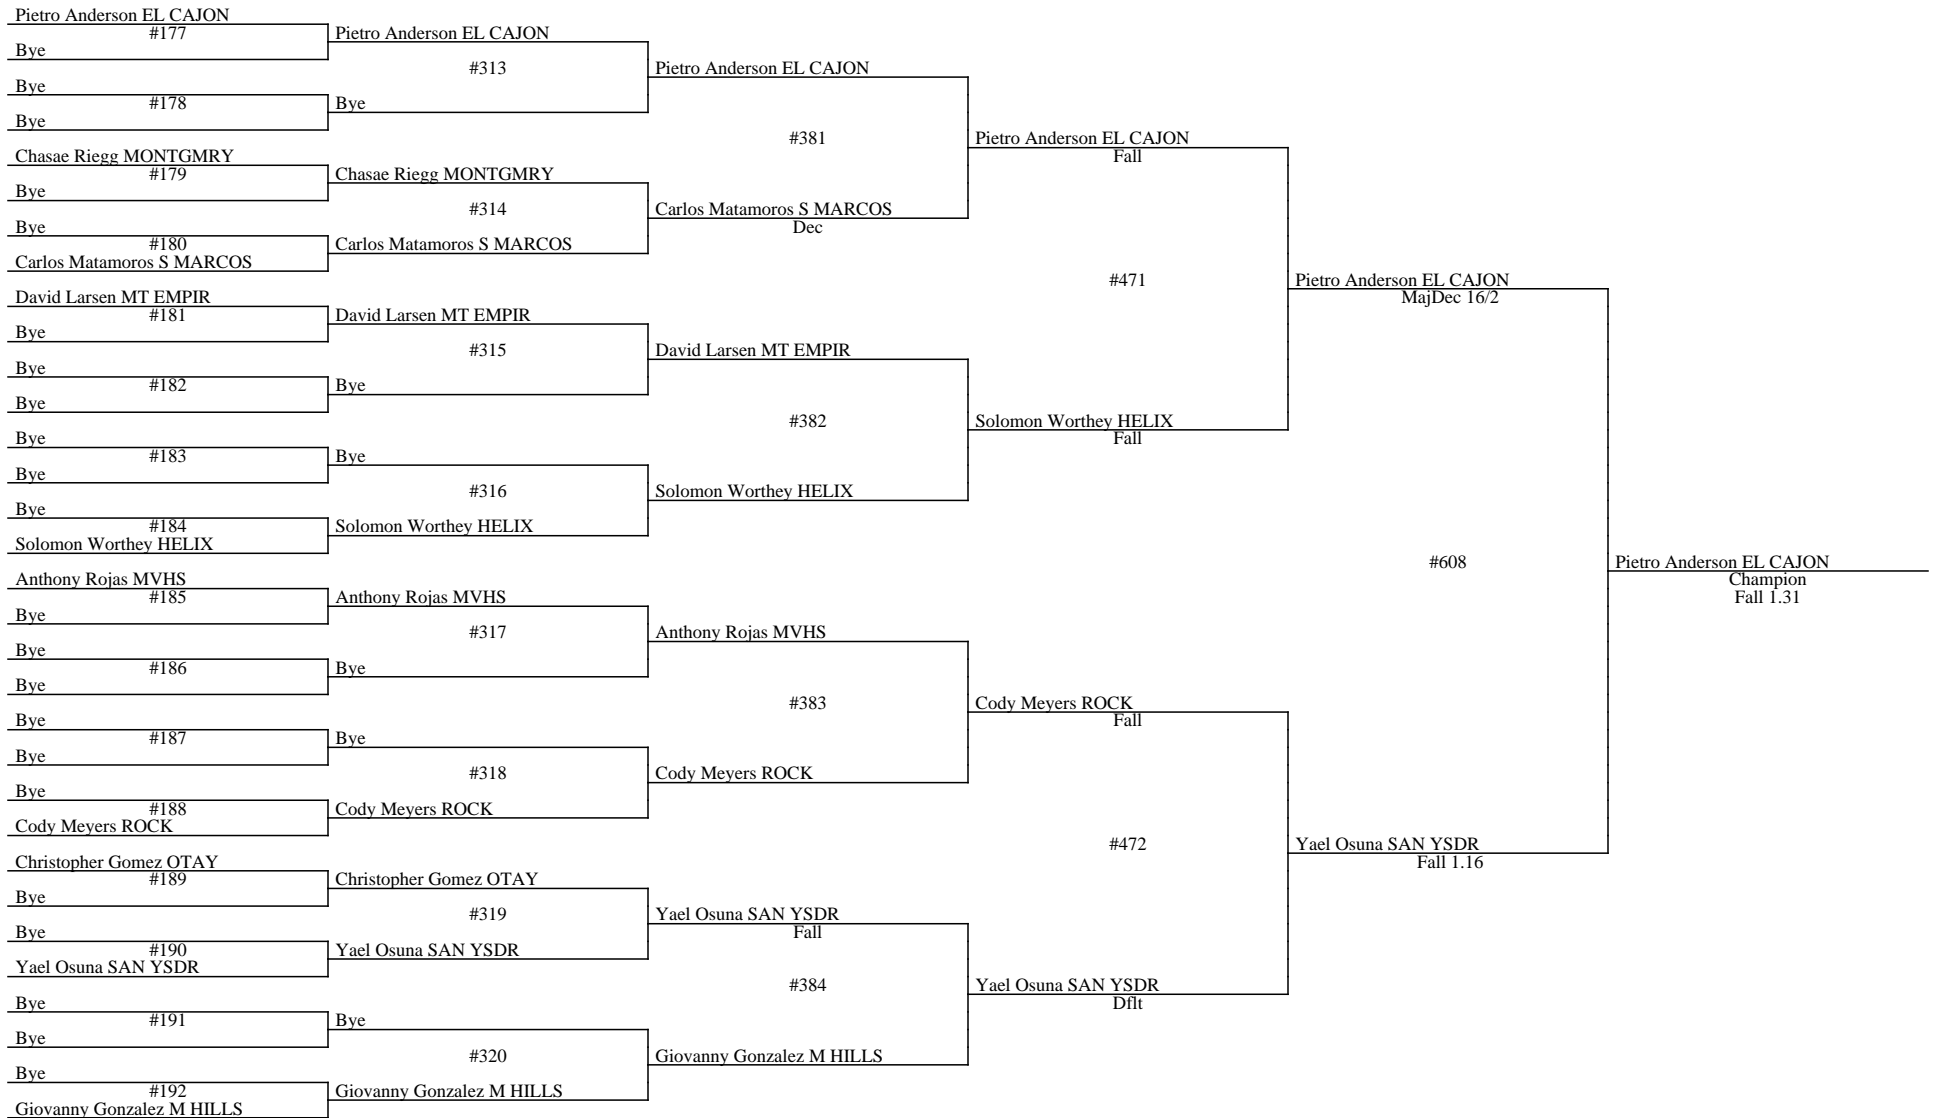 Pietro Anderson EL CAJON
#177
Bye
Bye
#178
Bye
Chasae Riegg MONTGMRY
#179
Bye
Bye
#180
Carlos Matamoros S MARCOS
David Larsen MT EMPIR
#181
Bye
Bye
#182
Bye
Bye
#183
Bye
Bye
#184
Solomon Worthey HELIX
Anthony Rojas MVHS
#185
Bye
Bye
#186
Bye
Bye
#187
Bye
Bye
#188
Cody Meyers ROCK
Christopher Gomez OTAY
#189
Bye
Bye
#190
Yael Osuna SAN YSDR
Bye
#191
Bye
Bye
#192
Giovanny Gonzalez M HILLS
Pietro Anderson EL CAJON
#313
Bye
Chasae Riegg MONTGMRY
#314
Carlos Matamoros S MARCOS
David Larsen MT EMPIR
#315
Bye
Bye
#316
Solomon Worthey HELIX
Anthony Rojas MVHS
#317
Bye
Bye
#318
Cody Meyers ROCK
Christopher Gomez OTAY
#319
Yael Osuna SAN YSDR
Bye
#320
Giovanny Gonzalez M HILLS
Pietro Anderson EL CAJON
#381
Carlos Matamoros S MARCOS
Dec
David Larsen MT EMPIR
#382
Solomon Worthey HELIX
Anthony Rojas MVHS
#383
Cody Meyers ROCK
Yael Osuna SAN YSDR
Fall
#384
Giovanny Gonzalez M HILLS
Pietro Anderson EL CAJON
Fall
#471
Solomon Worthey HELIX
Fall
Cody Meyers ROCK
Fall
#472
Yael Osuna SAN YSDR
Dflt
Pietro Anderson EL CAJON
MajDec 16/2
#608
Yael Osuna SAN YSDR
Fall 1.16
Pietro Anderson EL CAJON
Champion
Fall 1.31